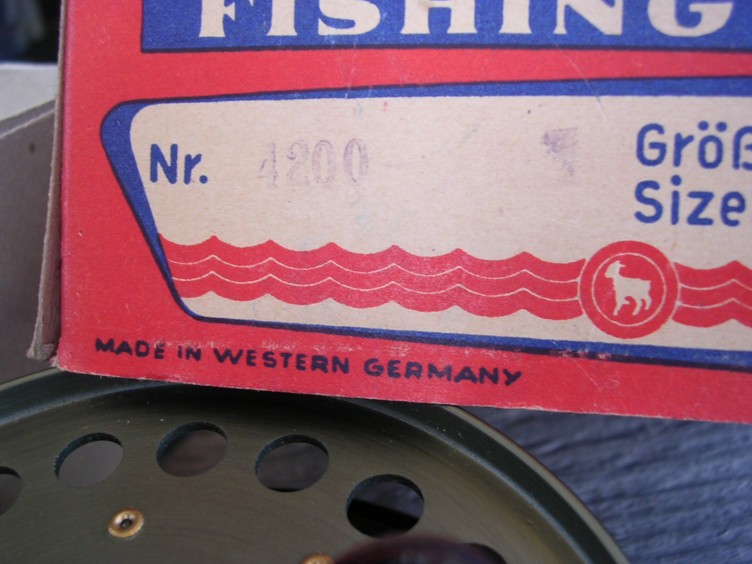 FISHING
Nr. 4200
Größ
Size
MADE IN WESTERN GERMANY